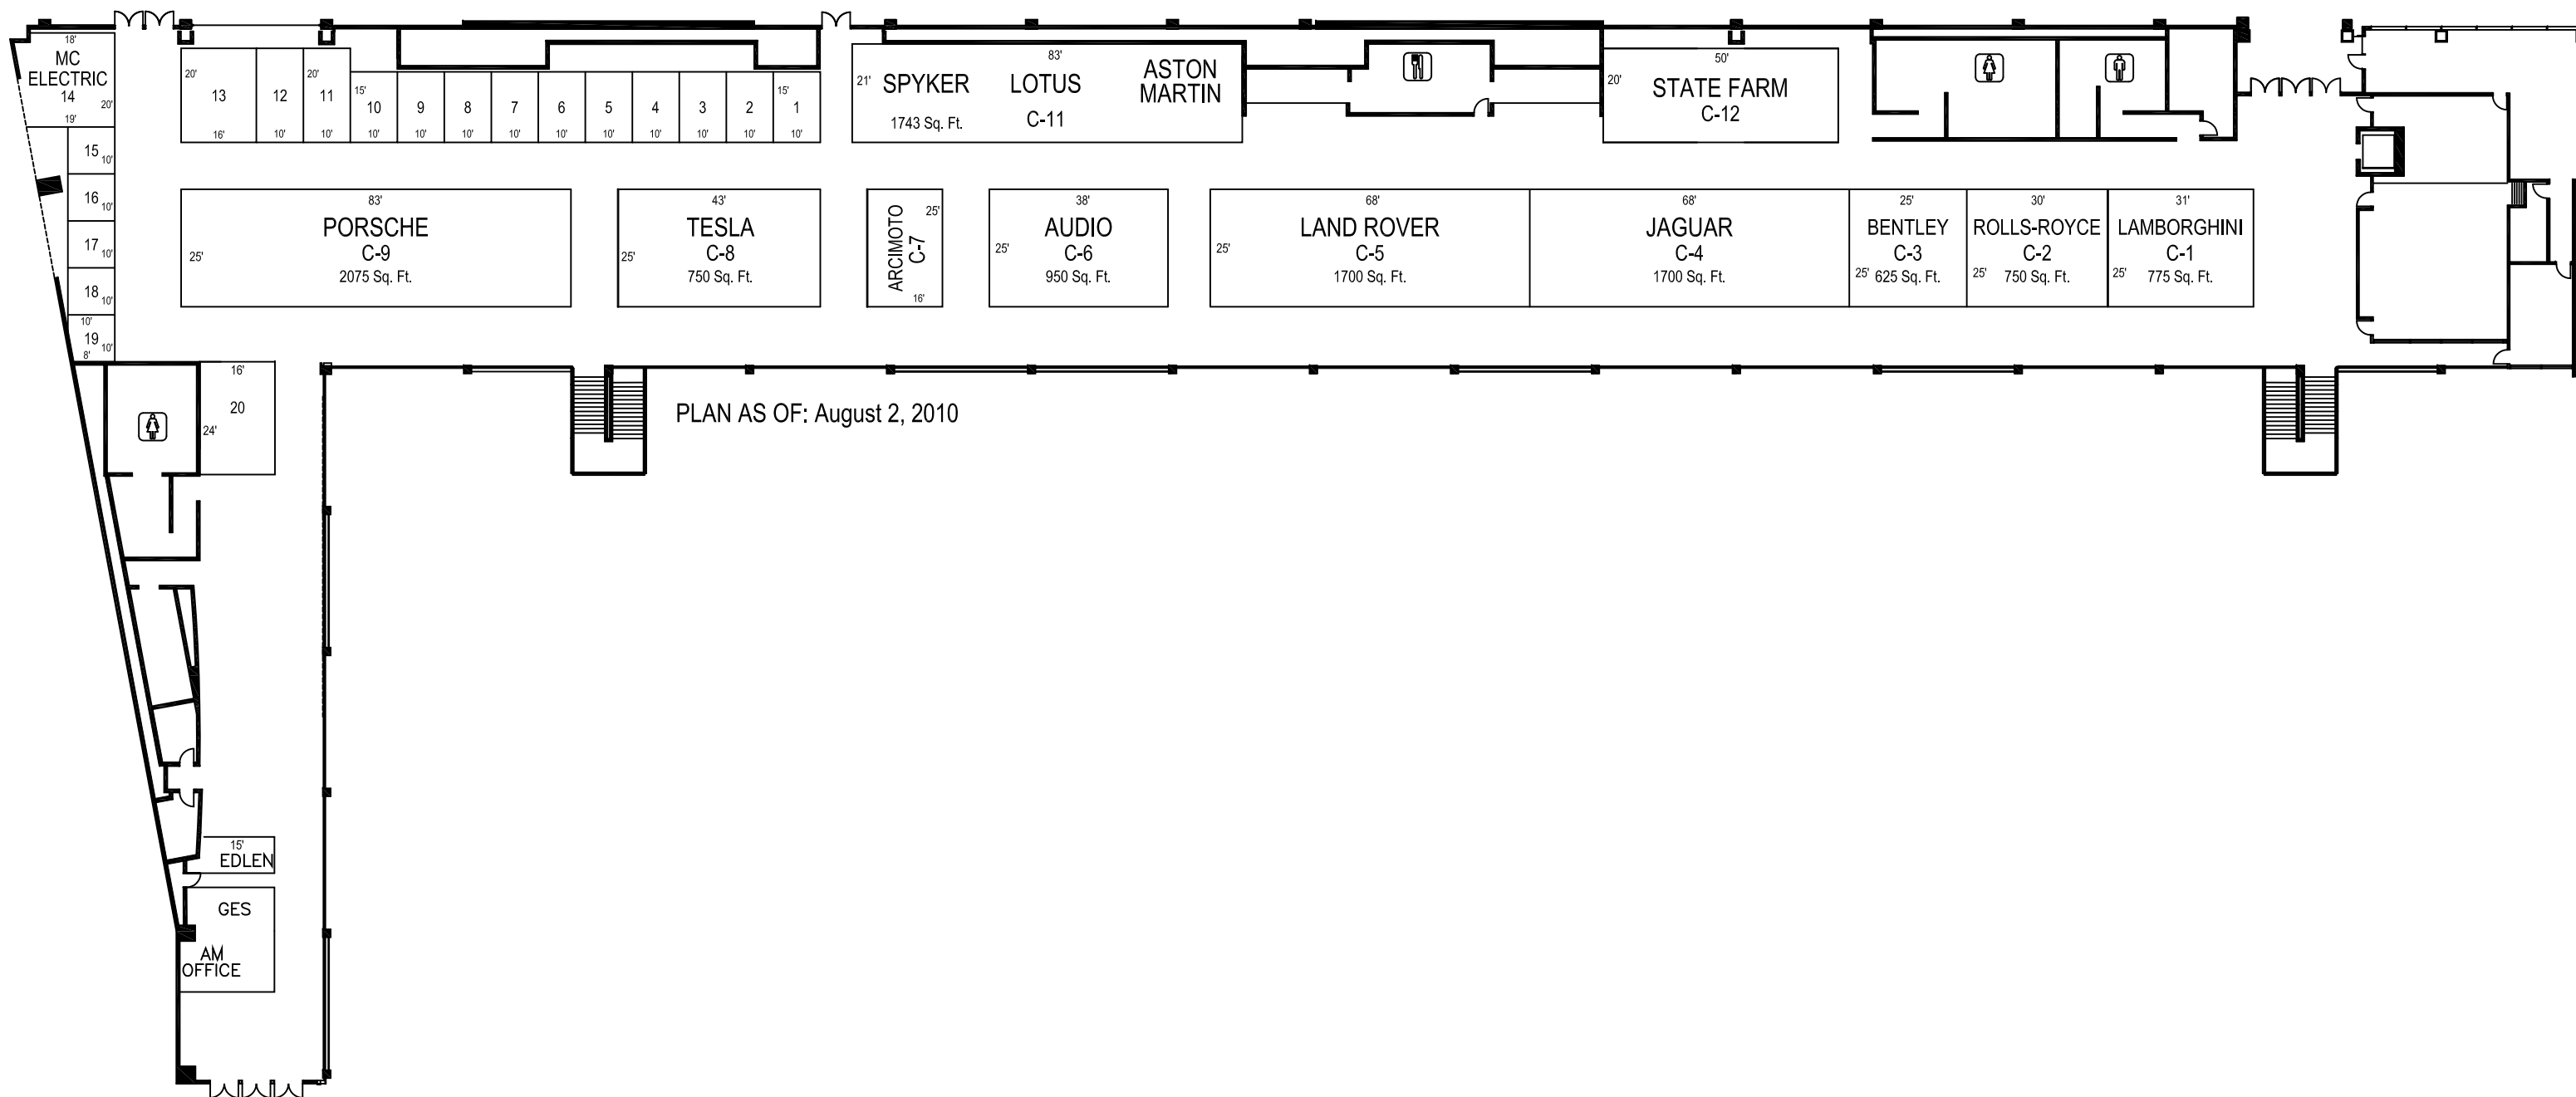 18'
MC
ELECTRIC
14
20'
19'
20'
13
16'
12
10'
20'
11
10'
15'
10
10'
9
10'
8
10'
7
10'
6
10'
5
10'
4
10'
3
10'
2
10'
15'
1
10'
83'
21'
SPYKER
LOTUS
ASTON
MARTIN
1743 Sq. Ft.
C-11
50'
20'
STATE FARM
C-12
15
10'
16
10'
17
10'
18
10'
10'
19
10'
8'
83'
PORSCHE
C-9
25'
2075 Sq. Ft.
43'
TESLA
C-8
25'
750 Sq. Ft.
ARCIMOTO
C-7
25'
16'
38'
AUDIO
C-6
25'
950 Sq. Ft.
68'
LAND ROVER
C-5
25'
1700 Sq. Ft.
68'
JAGUAR
C-4
1700 Sq. Ft.
25'
BENTLEY
C-3
25' 625 Sq. Ft.
30'
ROLLS-ROYCE
C-2
25' 750 Sq. Ft.
31'
LAMBORGHINI
C-1
25' 775 Sq. Ft.
16'
20
24'
PLAN AS OF: August 2, 2010
15'
EDLEN
GES
AM
OFFICE